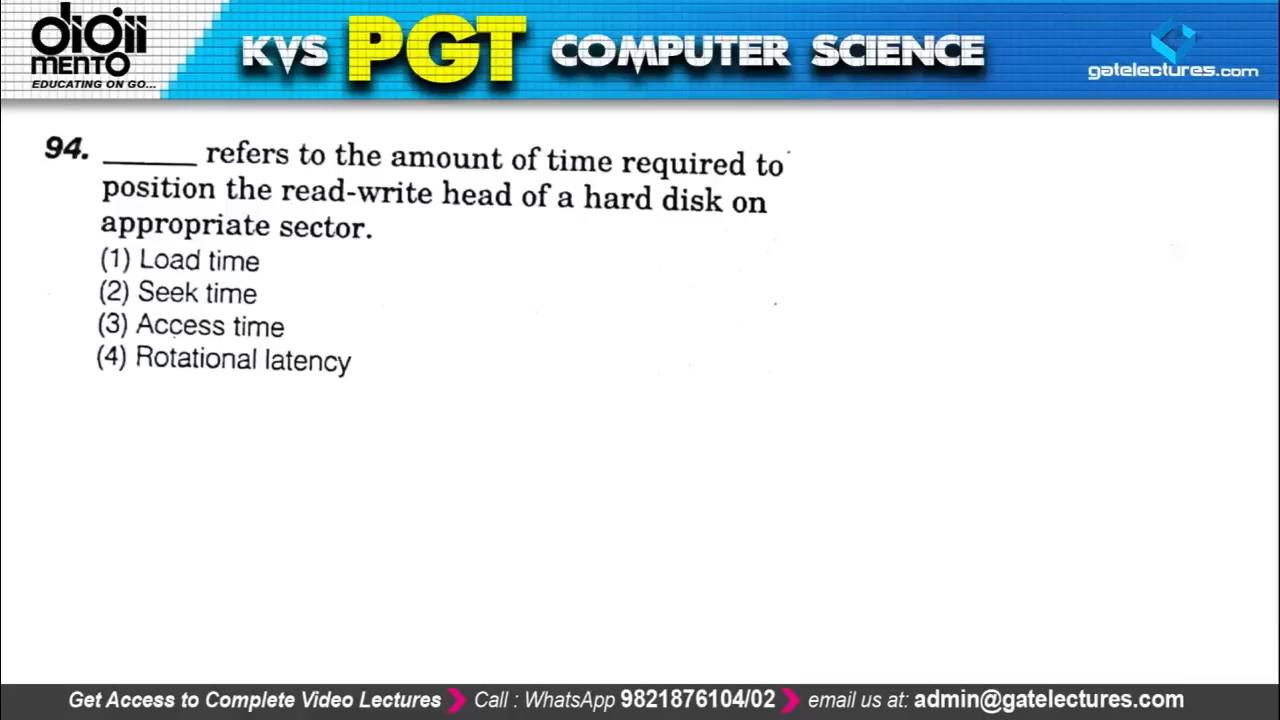 digii
MENTO
EDUCATING ON GO...
KVS PGT COMPUTER SCIENCE
gatelectures.com
94. ______ refers to the amount of time required to
position the read-write head of a hard disk on
appropriate sector.
(1) Load time
(2) Seek time
(3) Access time
(4) Rotational latency
Get Access to Complete Video Lectures Call : WhatsApp 9821876104/02 email us at: admin@gatelectures.com